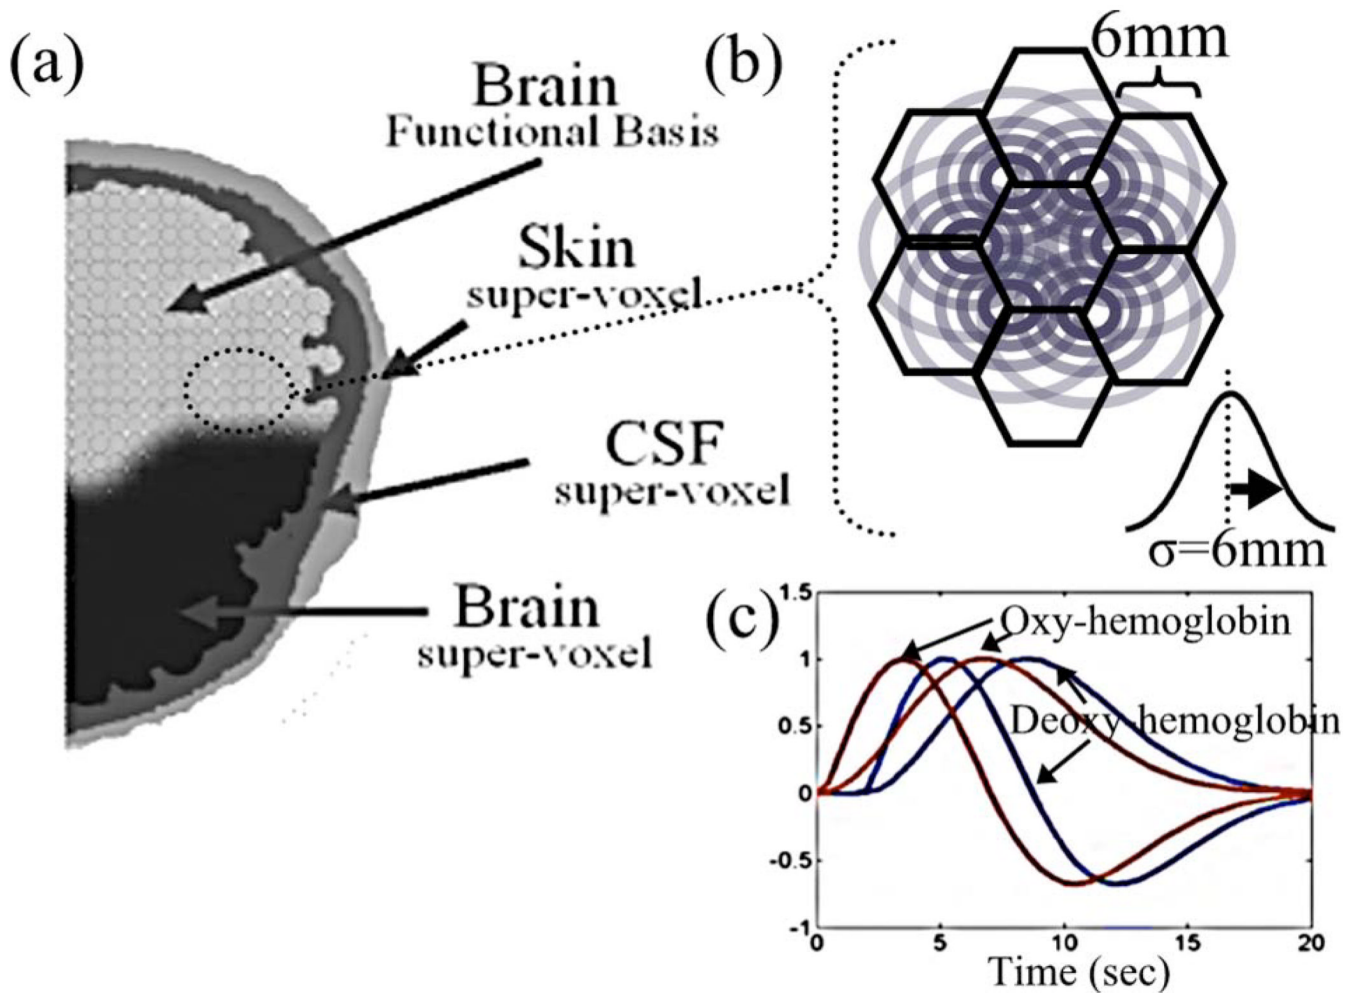 (a)
Brain
Functional Basis
Skin
super-voxel
CSF
super-voxel
Brain
super-voxel
(b)
6mm
σ=6mm
(c)
Oxy-hemoglobin
Deoxy-hemoglobin
1.5
1
0.5
0
-0.5
-1
0 5 10 15 20
Time (sec)